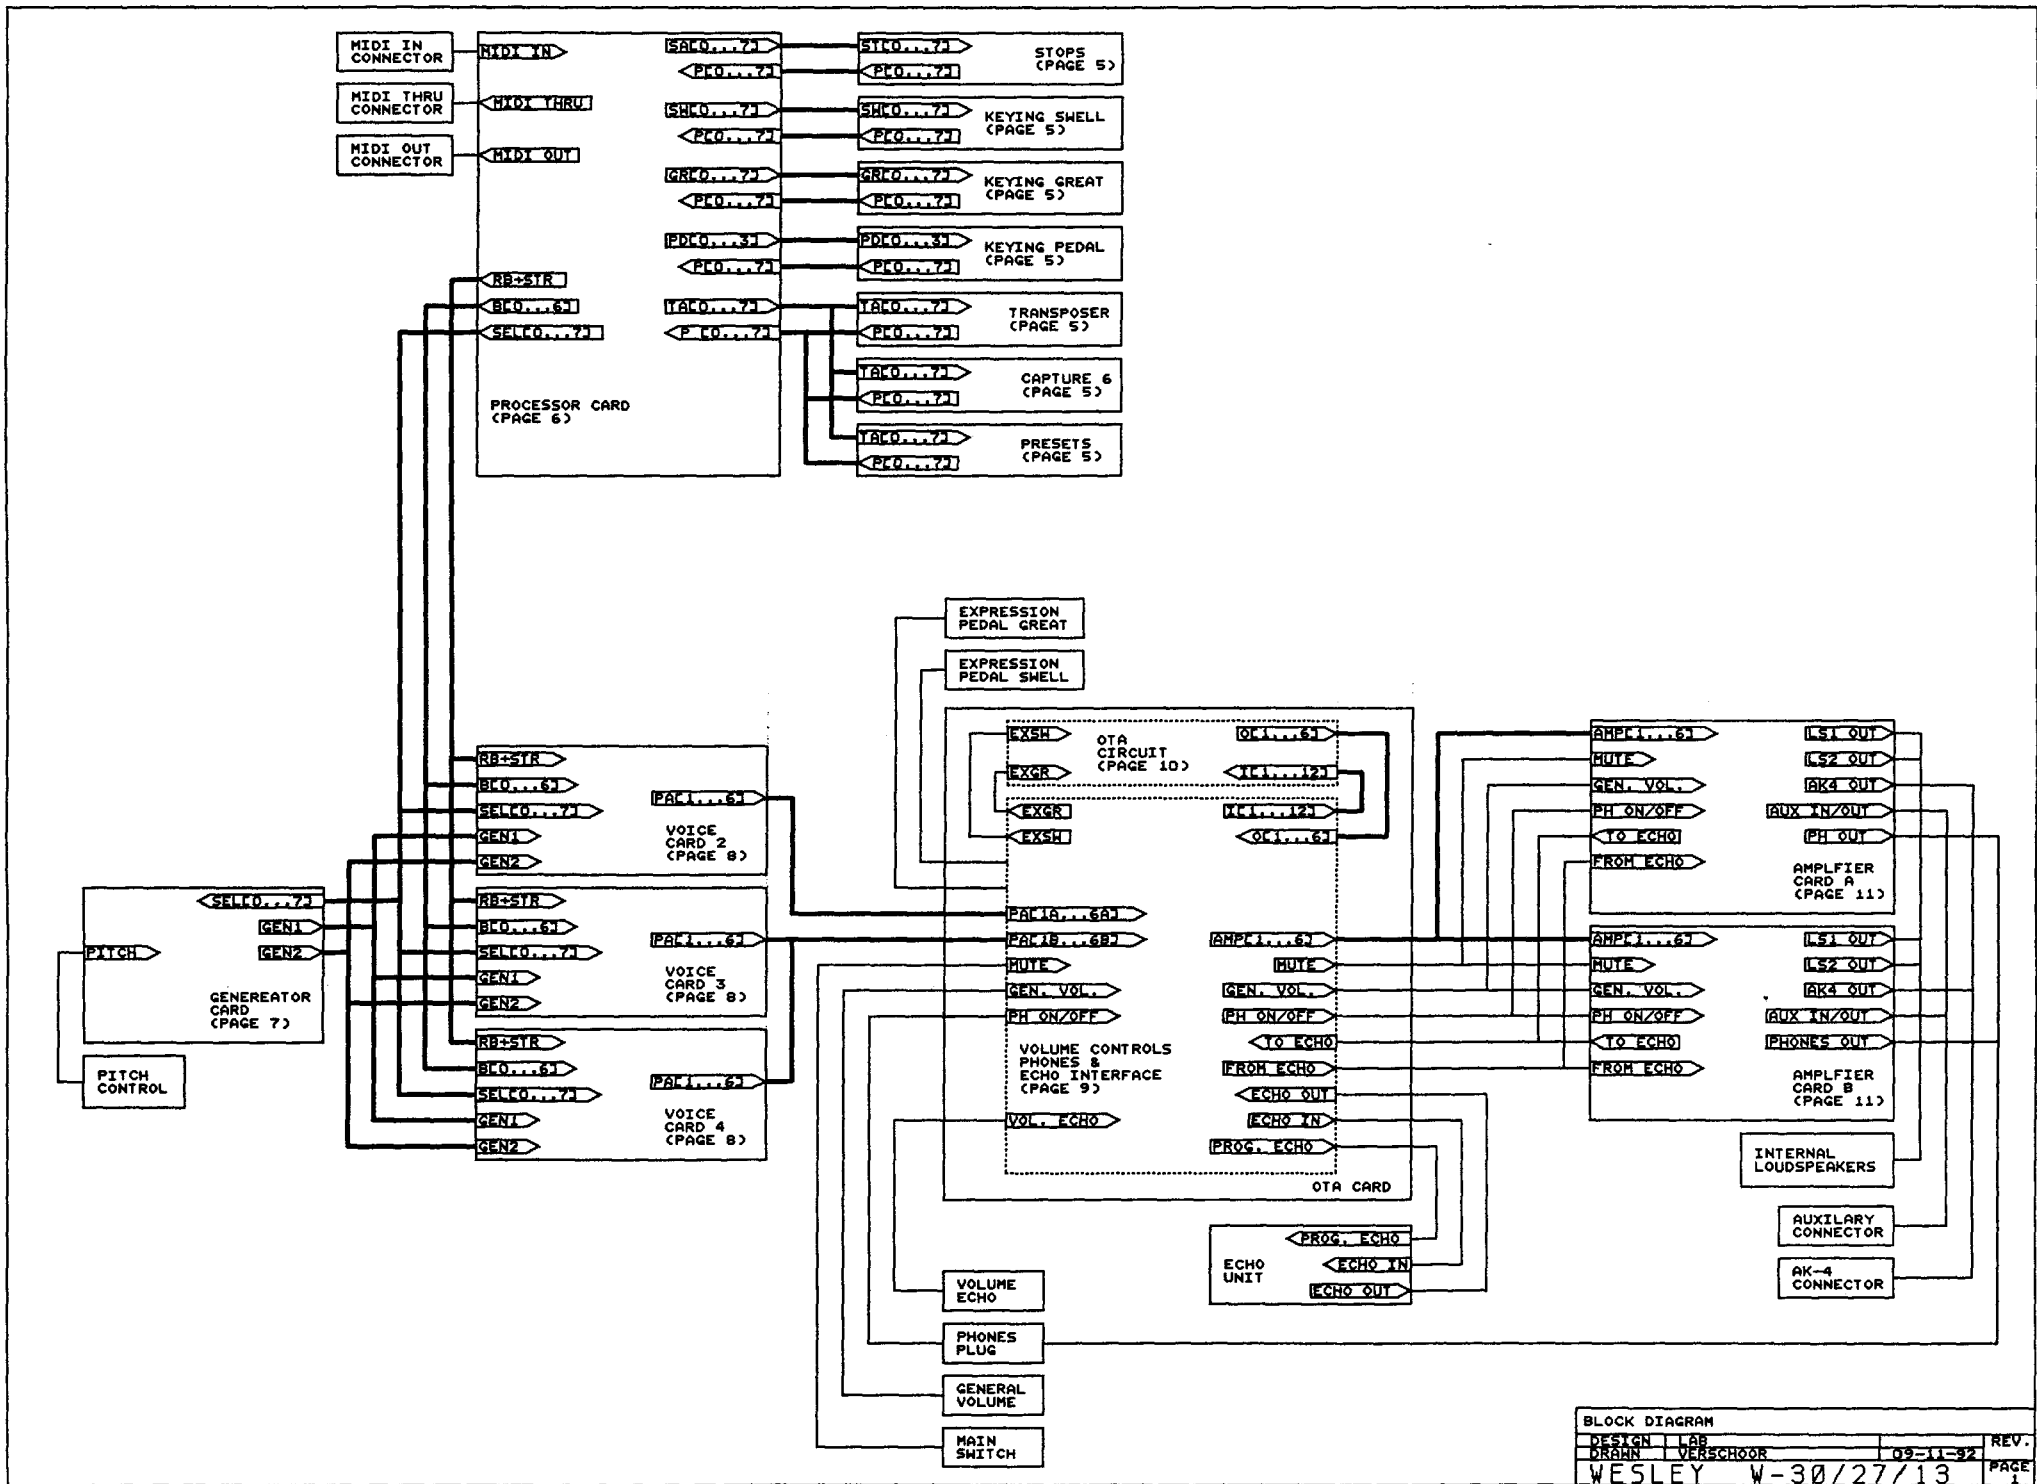 MIDI IN
CONNECTOR
MIDI THRU
CONNECTOR
MIDI OUT
CONNECTOR
MIDI IN
MIDI THRU
MIDI OUT
RB+STR
B[0...6]
SEL[0...7]
PROCESSOR CARD
(PAGE 6)
SA[0...7]
P[0...7]
SW[0...7]
P[0...7]
GR[0...7]
P[0...7]
PD[0...3]
P[0...7]
TA[0...7]
P [0...7]
ST[0...7]
P[0...7]
STOPS
(PAGE 5)
SW[0...7]
P[0...7]
KEYING SWELL
(PAGE 5)
GR[0...7]
P[0...7]
KEYING GREAT
(PAGE 5)
PD[0...3]
P[0...7]
KEYING PEDAL
(PAGE 5)
TA[0...7]
P[0...7]
TRANSPOSER
(PAGE 5)
TA[0...7]
P[0...7]
CAPTURE 6
(PAGE 5)
TA[0...7]
P[0...7]
PRESETS
(PAGE 5)
EXPRESSION
PEDAL GREAT
EXPRESSION
PEDAL SWELL
SEL[0...7]
GEN1
GEN2
PITCH
GENEREATOR
CARD
(PAGE 7)
PITCH
CONTROL
RB+STR
B[0...6]
SEL[0...7]
GEN1
GEN2
PA[1...6]
VOICE
CARD 2
(PAGE 8)
RB+STR
B[0...6]
SEL[0...7]
GEN1
GEN2
PA[1...6]
VOICE
CARD 3
(PAGE 8)
RB+STR
B[0...6]
SEL[0...7]
GEN1
GEN2
PA[1...6]
VOICE
CARD 4
(PAGE 8)
EXSW
EXGR
OTA
CIRCUIT
(PAGE 10)
O[1...6]
I[1...12]
EXGR
EXSW
I[1...12]
O[1...6]
PA[1A...6A]
PA[1B...6B]
MUTE
GEN. VOL.
PH ON/OFF
VOLUME CONTROLS
PHONES &
ECHO INTERFACE
(PAGE 9)
VOL. ECHO
AMP[1...6]
MUTE
GEN. VOL.
PH ON/OFF
TO ECHO
FROM ECHO
ECHO OUT
ECHO IN
PROG. ECHO
OTA CARD
AMP[1...6]
MUTE
GEN. VOL.
PH ON/OFF
TO ECHO
FROM ECHO
LS1 OUT
LS2 OUT
AK4 OUT
AUX IN/OUT
PH OUT
AMPLFIER
CARD A
(PAGE 11)
AMP[1...6]
MUTE
GEN. VOL.
PH ON/OFF
TO ECHO
FROM ECHO
LS1 OUT
LS2 OUT
AK4 OUT
AUX IN/OUT
PHONES OUT
AMPLFIER
CARD B
(PAGE 11)
INTERNAL
LOUDSPEAKERS
AUXILARY
CONNECTOR
AK-4
CONNECTOR
ECHO
UNIT
PROG. ECHO
ECHO IN
ECHO OUT
VOLUME
ECHO
PHONES
PLUG
GENERAL
VOLUME
MAIN
SWITCH
BLOCK DIAGRAM
DESIGN LAB
DRAWN VERSCHOOR 09-11-92
REV.
WESLEY W-30/27/13
PAGE
1